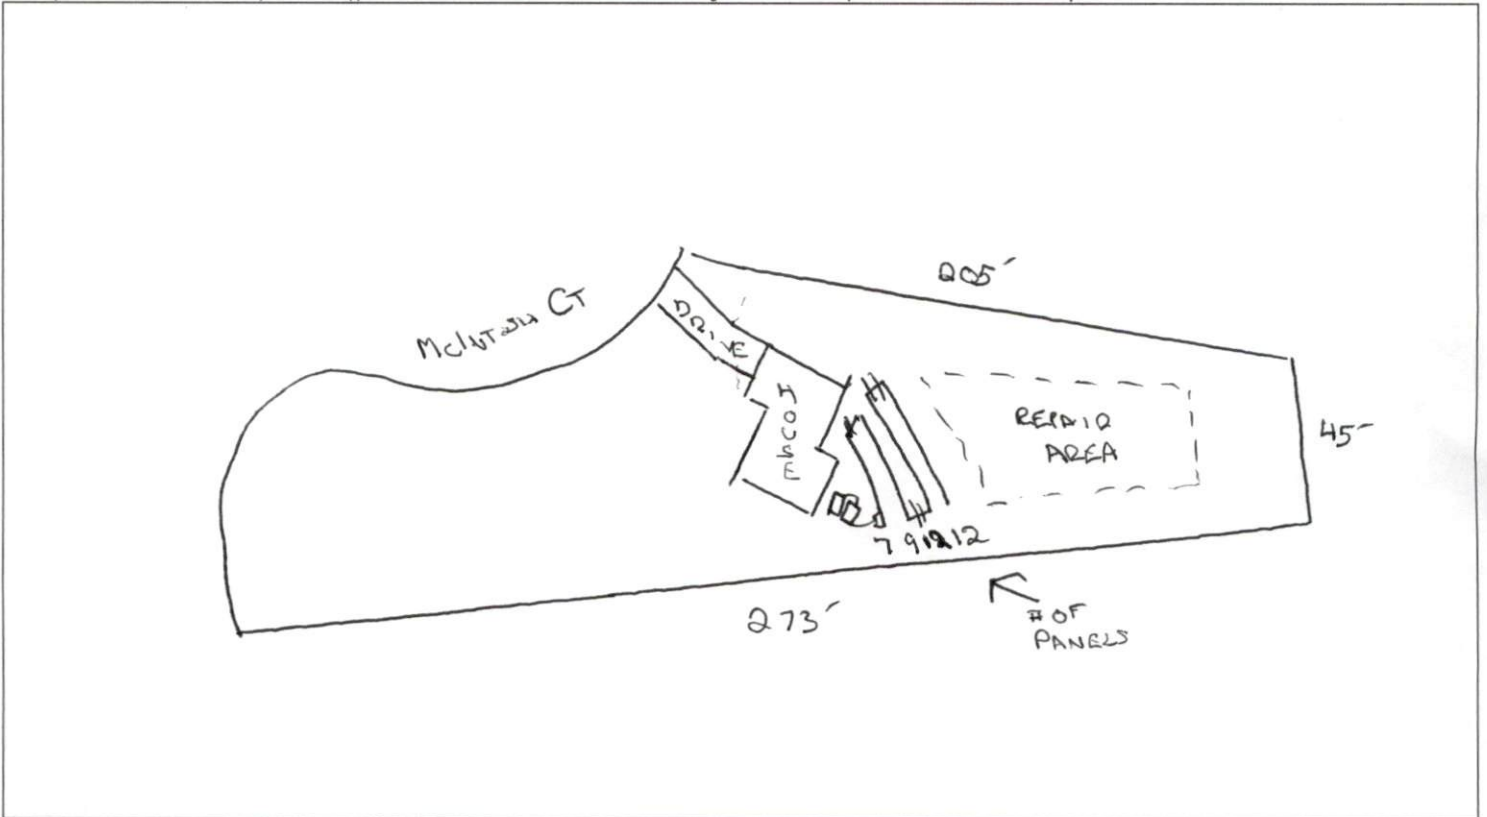 205'
McIntosh CT
DRIVE
HOUSE
REPAIR
AREA
45'
7 9 12 12
273'
# OF
PANELS